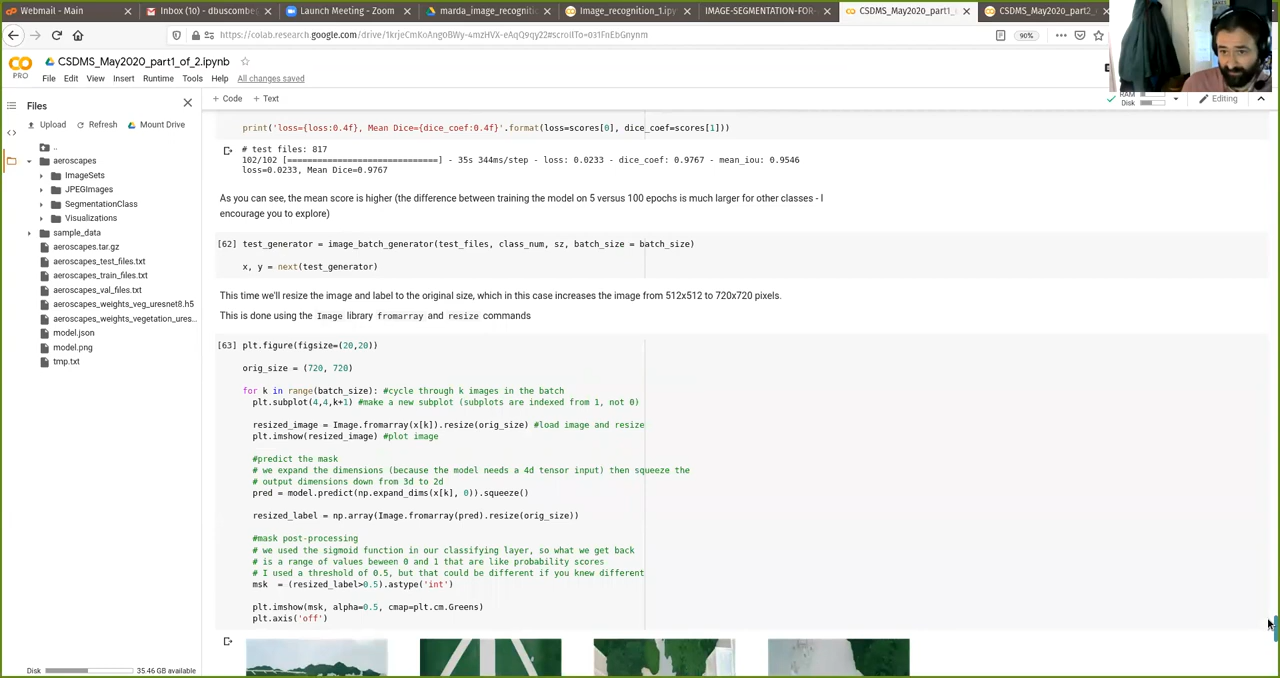 Webmail - Main
Inbox (10) - dbuscombe
Launch Meeting - Zoom
marda_image_recogniti
Image_recognition_1.ipy
IMAGE-SEGMENTATION-FOR-
CSDMS_May2020_part1_
CSDMS_May2020_part2_
https://colab.research.google.com/drive/1krjeCmKoAng0BWy-4mzHVX-eAqQ9qy22#scrollTo=031FnEbGnynm
90%
PRO
CSDMS_May2020_part1_of_2.ipynb
File Edit View Insert Runtime Tools Help All changes saved
Files
+ Code + Text
RAM
Disk
Editing
Upload Refresh Mount Drive
..
aeroscapes
ImageSets
JPEGImages
SegmentationClass
Visualizations
sample_data
aeroscapes.tar.gz
aeroscapes_test_files.txt
aeroscapes_train_files.txt
aeroscapes_val_files.txt
aeroscapes_weights_veg_uresnet8.h5
aeroscapes_weights_vegetation_ures...
model.json
model.png
tmp.txt
Disk 35.46 GB available
print('loss={loss:0.4f}, Mean Dice={dice_coef:0.4f}'.format(loss=scores[0], dice_coef=scores[1]))
# test files: 817
102/102 [==============================] - 35s 344ms/step - loss: 0.0233 - dice_coef: 0.9767 - mean_iou: 0.9546
loss=0.0233, Mean Dice=0.9767
As you can see, the mean score is higher (the difference between training the model on 5 versus 100 epochs is much larger for other classes - I
encourage you to explore)
[62] test_generator = image_batch_generator(test_files, class_num, sz, batch_size = batch_size)
x, y = next(test_generator)
This time we'll resize the image and label to the original size, which in this case increases the image from 512x512 to 720x720 pixels.
This is done using the Image library fromarray and resize commands
[63] plt.figure(figsize=(20,20))
orig_size = (720, 720)
for k in range(batch_size): #cycle through k images in the batch
plt.subplot(4,4,k+1) #make a new subplot (subplots are indexed from 1, not 0)
resized_image = Image.fromarray(x[k]).resize(orig_size) #load image and resize
plt.imshow(resized_image) #plot image
#predict the mask
# we expand the dimensions (because the model needs a 4d tensor input) then squeeze the
# output dimensions down from 3d to 2d
pred = model.predict(np.expand_dims(x[k], 0)).squeeze()
resized_label = np.array(Image.fromarray(pred).resize(orig_size))
#mask post-processing
# we used the sigmoid function in our classifying layer, so what we get back
# is a range of values beween 0 and 1 that are like probability scores
# I used a threshold of 0.5, but that could be different if you knew different
msk = (resized_label>0.5).astype('int')
plt.imshow(msk, alpha=0.5, cmap=plt.cm.Greens)
plt.axis('off')